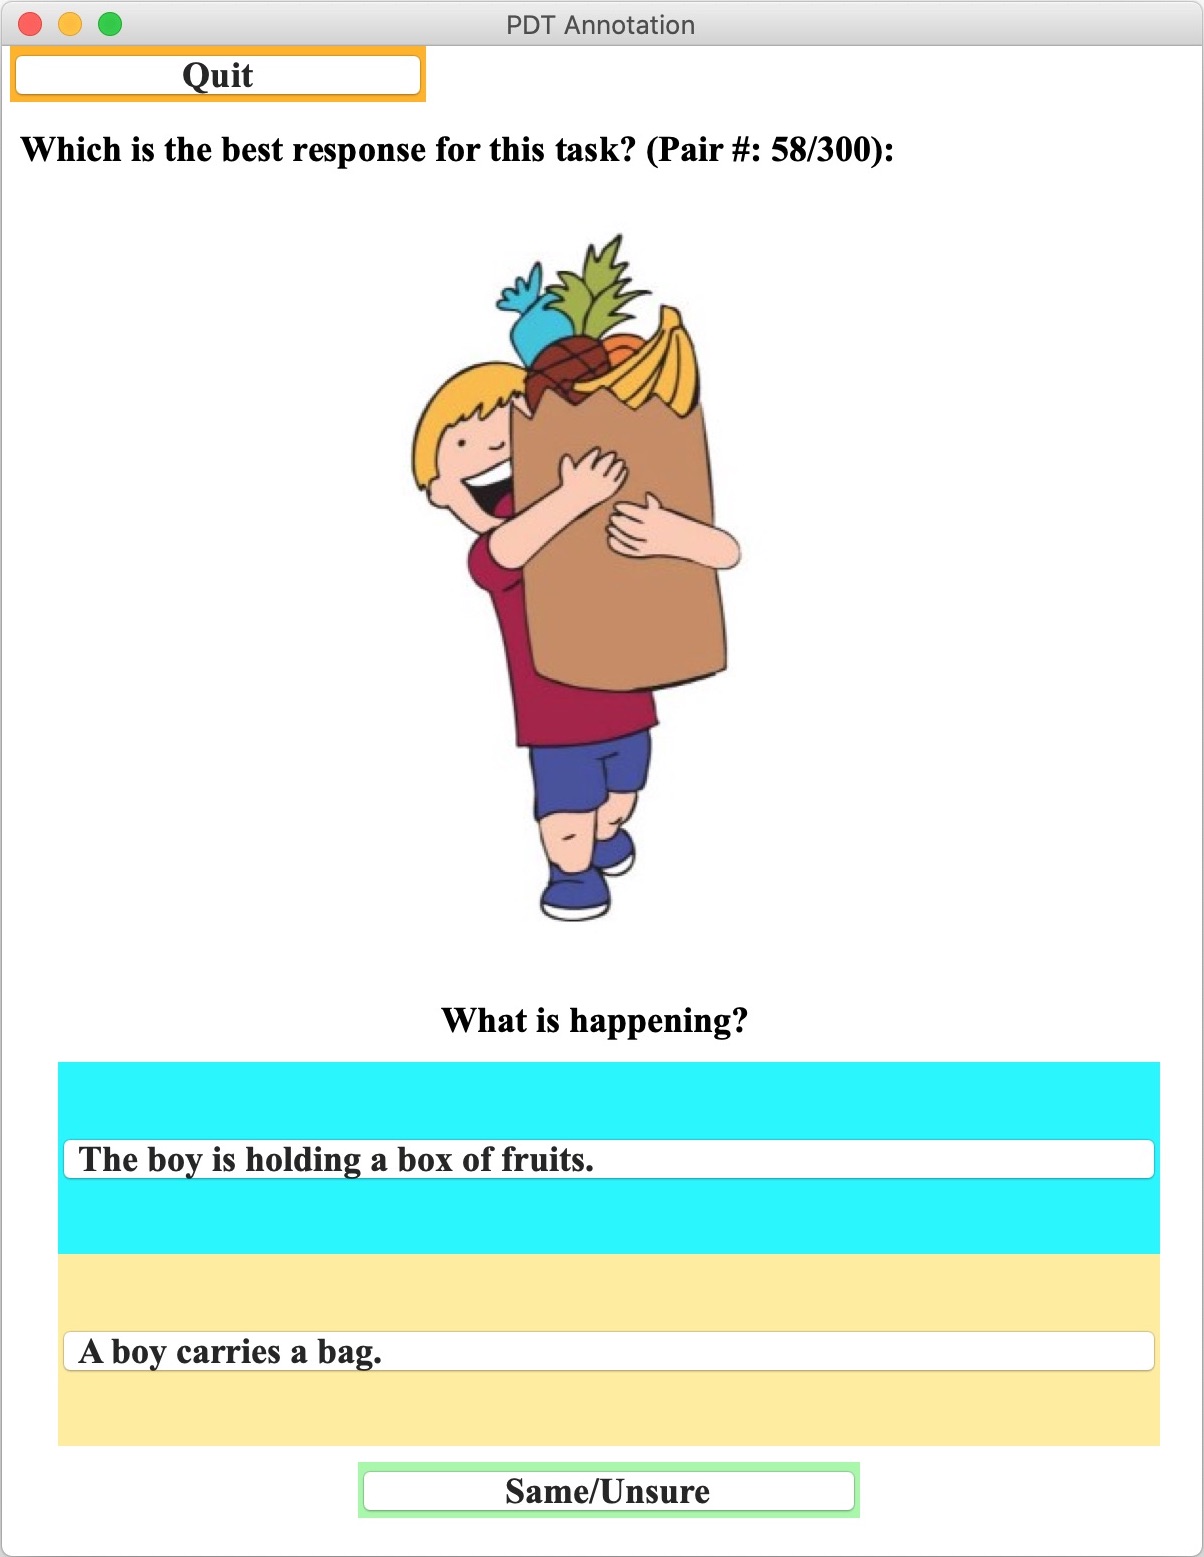 PDT Annotation
Quit
Which is the best response for this task? (Pair #: 58/300):
What is happening?
The boy is holding a box of fruits.
A boy carries a bag.
Same/Unsure